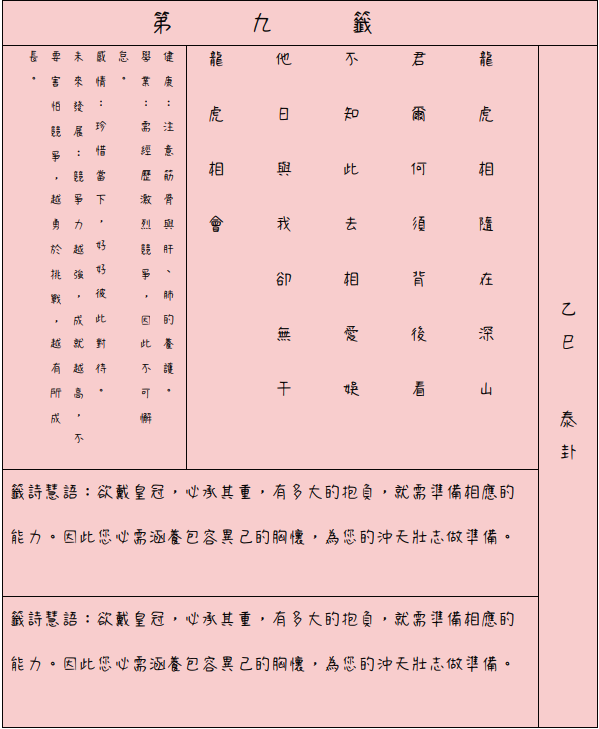 第九籤
乙巳 泰卦
龍虎相隨在深山
君爾何須背後看
不知此去相愛娛
他日與我卻無干
龍虎相會
健康：注意筋骨與肝、肺的養護。
學業：需經歷激烈競爭，因此不可懈
怠。
感情：珍惜當下，好好彼此對待。
未來發展：競爭力越強，成就越高，不
要害怕競爭，越勇於挑戰，越有所成
長。
籤詩慧語：欲戴皇冠，必承其重，有多大的抱負，就需準備相應的
能力。因此您必需涵養包容異己的胸懷，為您的沖天壯志做準備。
籤詩慧語：欲戴皇冠，必承其重，有多大的抱負，就需準備相應的
能力。因此您必需涵養包容異己的胸懷，為您的沖天壯志做準備。